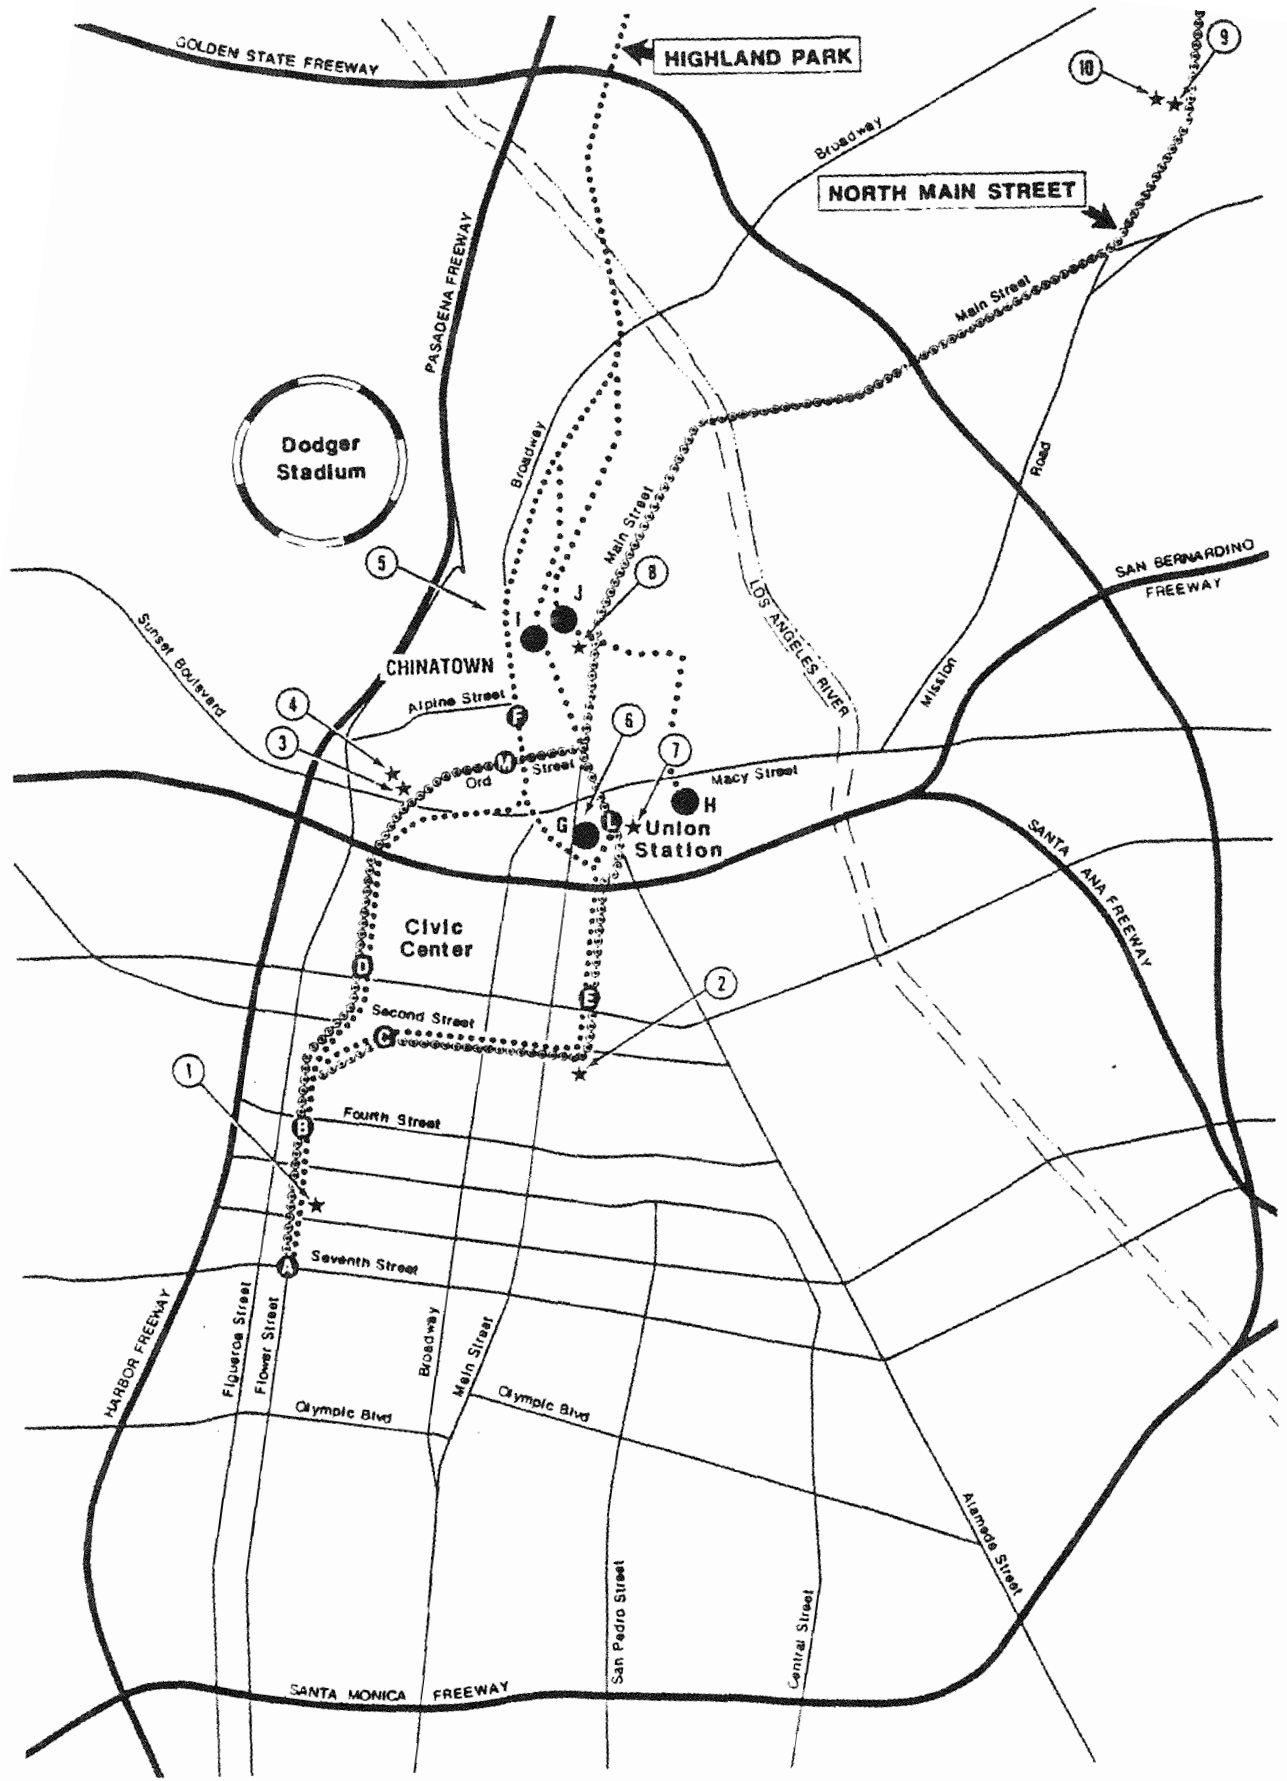 GOLDEN STATE FREEWAY
HIGHLAND PARK
9
10
Broadway
NORTH MAIN STREET
PASADENA FREEWAY
Main Street
Dodger
Stadium
Broadway
Road
Main Street
SAN BERNARDINO
FREEWAY
5
8
J
I
LOS ANGELES RIVER
Sunset Boulevard
CHINATOWN
Mission
Alpine Street
4
F
6
3
7
M
Ord
Street
Macy Street
H
G
L
Union
Station
SANTA
ANA FREEWAY
Civic
Center
D
2
E
Second Street
C
1
Fourth Street
B
A
Seventh Street
HARBOR FREEWAY
Figueroa Street
Flower Street
Broadway
Main Street
Olympic Blvd
Olympic Blvd
Alameda Street
San Pedro Street
Central Street
SANTA MONICA FREEWAY